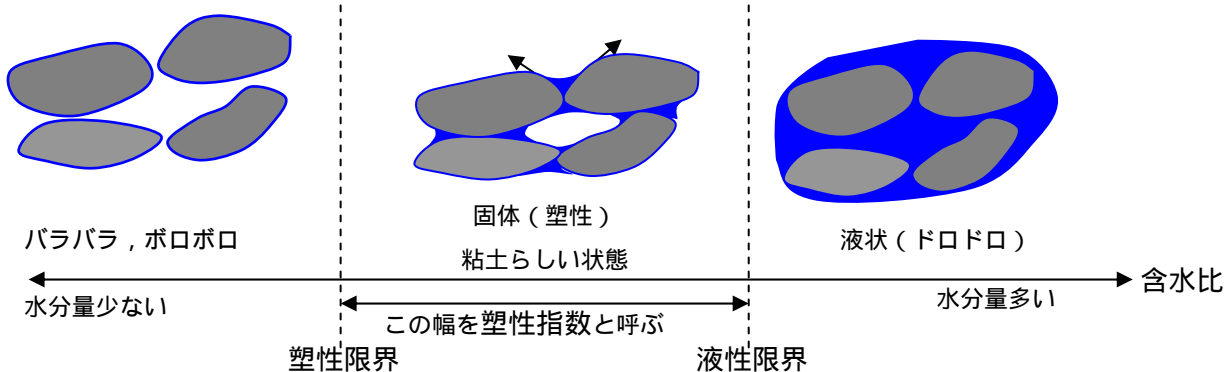 固体（塑性）
バラバラ，ボロボロ
粘土らしい状態
液状（ドロドロ）
含水比
水分量少ない
水分量多い
この幅を塑性指数と呼ぶ
塑性限界
液性限界